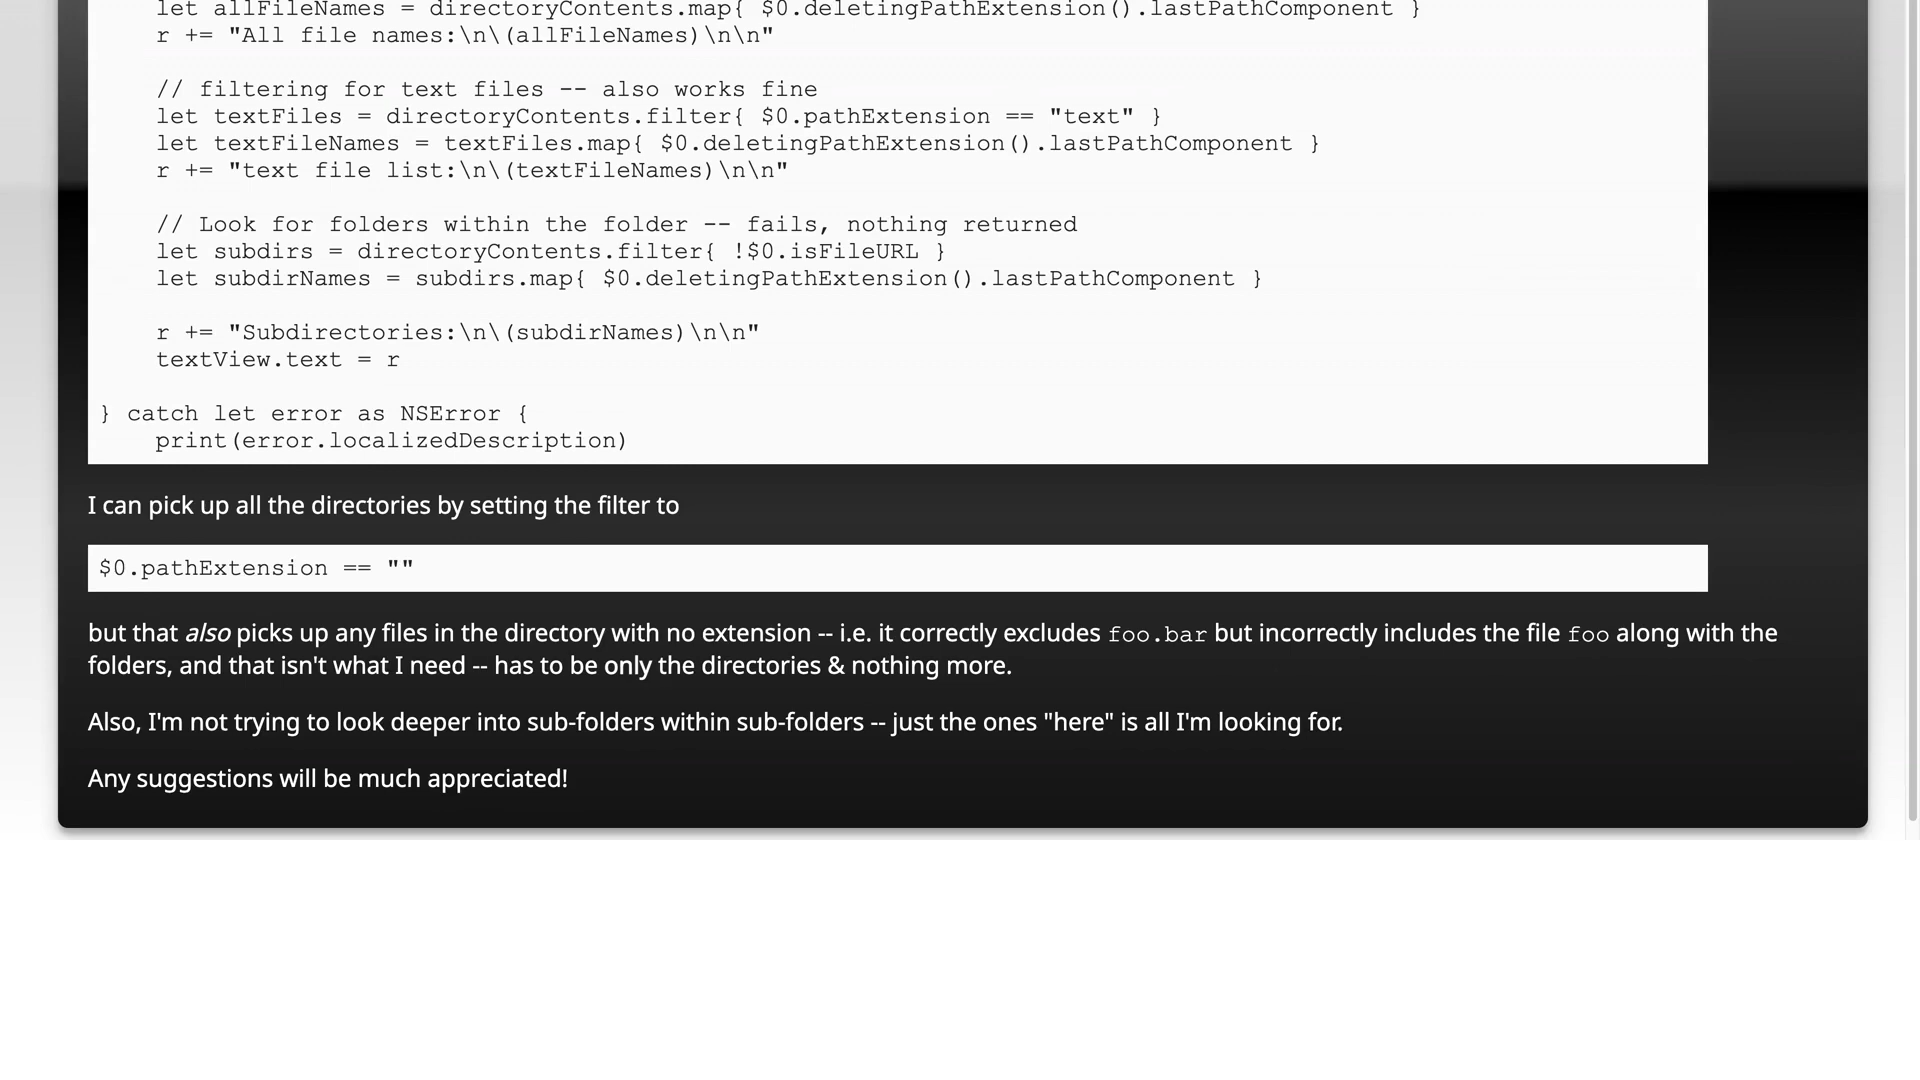 let allFileNames = directoryContents.map{ $0.deletingPathExtension().lastPathComponent }
r += "All file names:\n\(allFileNames)\n\n"
// filtering for text files -- also works fine
let textFiles = directoryContents.filter{ $0.pathExtension == "text" }
let textFileNames = textFiles.map{ $0.deletingPathExtension().lastPathComponent }
r += "text file list:\n\(textFileNames)\n\n"
// Look for folders within the folder -- fails, nothing returned
let subdirs = directoryContents.filter{ !$0.isFileURL }
let subdirNames = subdirs.map{ $0.deletingPathExtension().lastPathComponent }
r += "Subdirectories:\n\(subdirNames)\n\n"
textView.text = r
} catch let error as NSError {
print(error.localizedDescription)
I can pick up all the directories by setting the filter to
$0.pathExtension == ""
but that also picks up any files in the directory with no extension -- i.e. it correctly excludes foo.bar but incorrectly includes the file foo along with the
folders, and that isn't what I need -- has to be only the directories & nothing more.
Also, I'm not trying to look deeper into sub-folders within sub-folders -- just the ones "here" is all I'm looking for.
Any suggestions will be much appreciated!